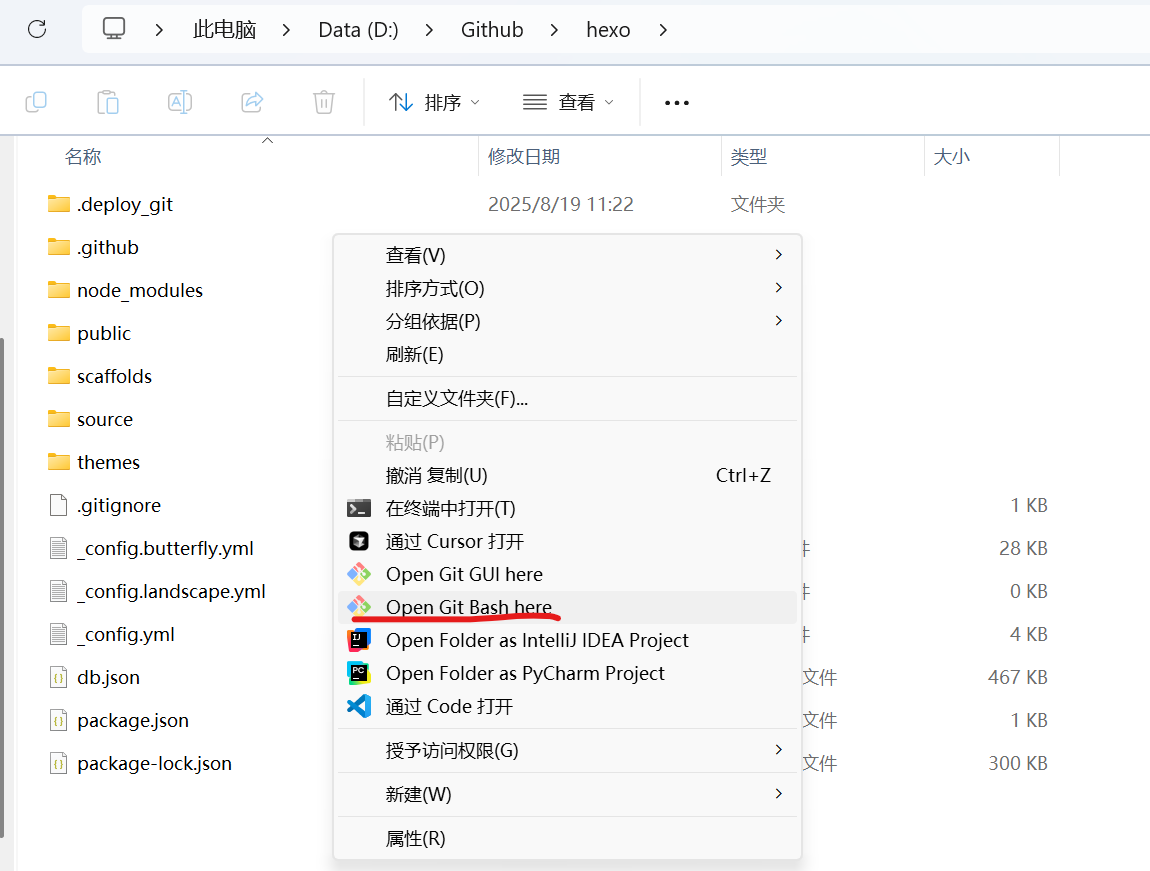 此电脑 Data (D:) Github hexo
排序 查看
名称 修改日期 类型 大小
.deploy_git 2025/8/19 11:22 文件夹
.github
node_modules
public
scaffolds
source
themes
.gitignore 1 KB
_config.butterfly.yml 28 KB
_config.landscape.yml 0 KB
_config.yml 4 KB
db.json 文件 467 KB
package.json 文件 1 KB
package-lock.json 文件 300 KB
查看(V)
排序方式(O)
分组依据(P)
刷新(E)
自定义文件夹(F)...
粘贴(P)
撤消 复制(U) Ctrl+Z
在终端中打开(T)
通过 Cursor 打开
Open Git GUI here
Open Git Bash here
Open Folder as IntelliJ IDEA Project
Open Folder as PyCharm Project
通过 Code 打开
授予访问权限(G)
新建(W)
属性(R)